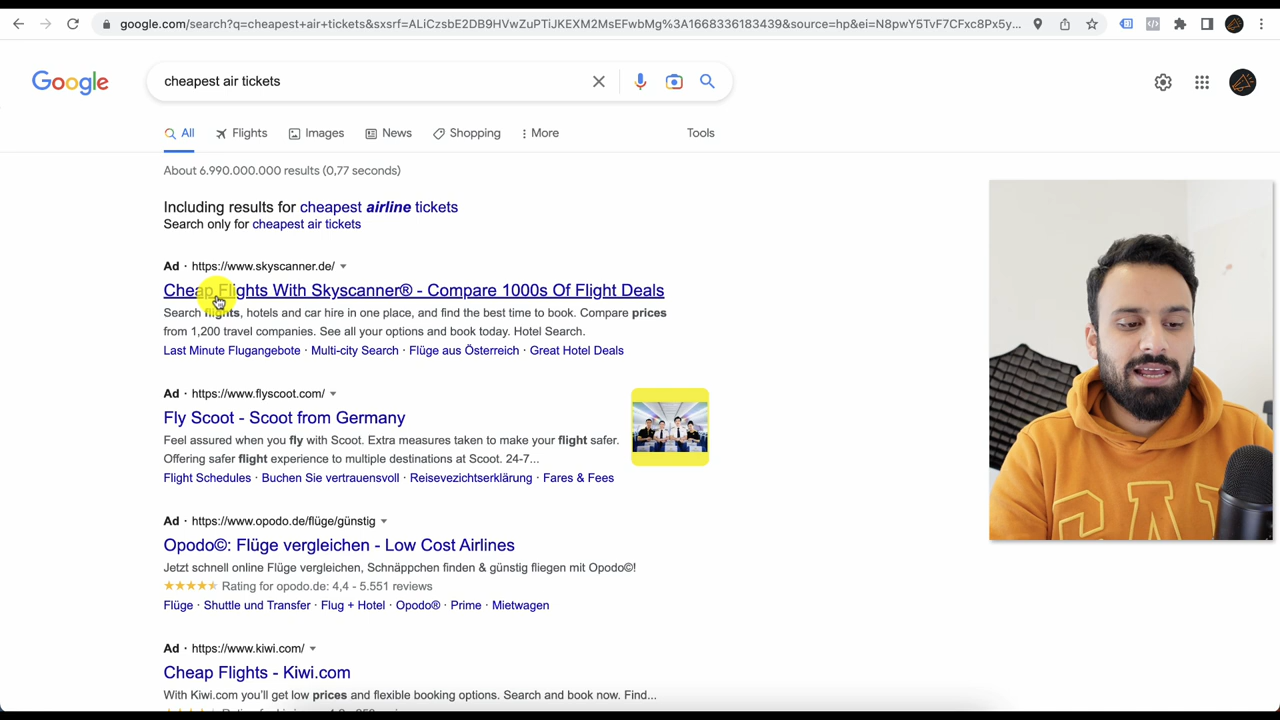 google.com/search?q=cheapest+air+tickets&sxsrf=ALiCzsbE2DB9HVwZuPTiJKEXM2MsEFwbMg%3A1668336183439&source=hp&ei=N8pwY5TvF7CFxc8Px5y...
Google
cheapest air tickets
All Flights Images News Shopping More Tools
About 6.990.000.000 results (0,77 seconds)
Including results for cheapest airline tickets
Search only for cheapest air tickets
Ad · https://www.skyscanner.de/
Cheap Flights With Skyscanner® - Compare 1000s Of Flight Deals
Search flights, hotels and car hire in one place, and find the best time to book. Compare prices
from 1,200 travel companies. See all your options and book today. Hotel Search.
Last Minute Flugangebote · Multi-city Search · Flüge aus Österreich · Great Hotel Deals
Ad · https://www.flyscoot.com/
Fly Scoot - Scoot from Germany
Feel assured when you fly with Scoot. Extra measures taken to make your flight safer.
Offering safer flight experience to multiple destinations at Scoot. 24-7...
Flight Schedules · Buchen Sie vertrauensvoll · Reisevezichtserklärung · Fares & Fees
Ad · https://www.opodo.de/flüge/günstig
Opodo©: Flüge vergleichen - Low Cost Airlines
Jetzt schnell online Flüge vergleichen, Schnäppchen finden & günstig fliegen mit Opodo©!
Rating for opodo.de: 4,4 - 5.551 reviews
Flüge · Shuttle und Transfer · Flug + Hotel · Opodo® · Prime · Mietwagen
Ad · https://www.kiwi.com/
Cheap Flights - Kiwi.com
With Kiwi.com you'll get low prices and flexible booking options. Search and book now. Find...